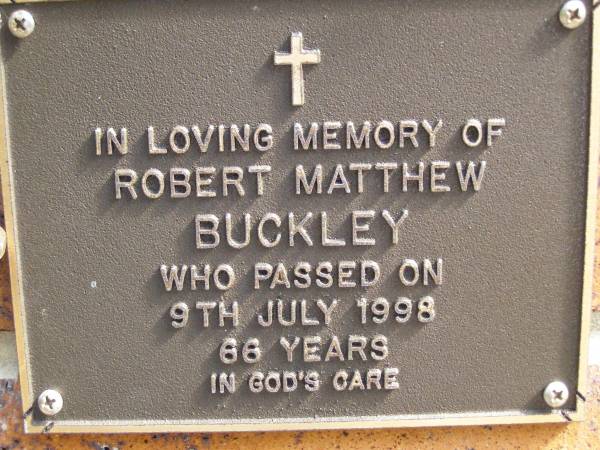 IN LOVING MEMORY OF
ROBERT MATTHEW
BUCKLEY
WHO PASSED ON
9TH JULY 1998
66 YEARS
IN GOD'S CARE